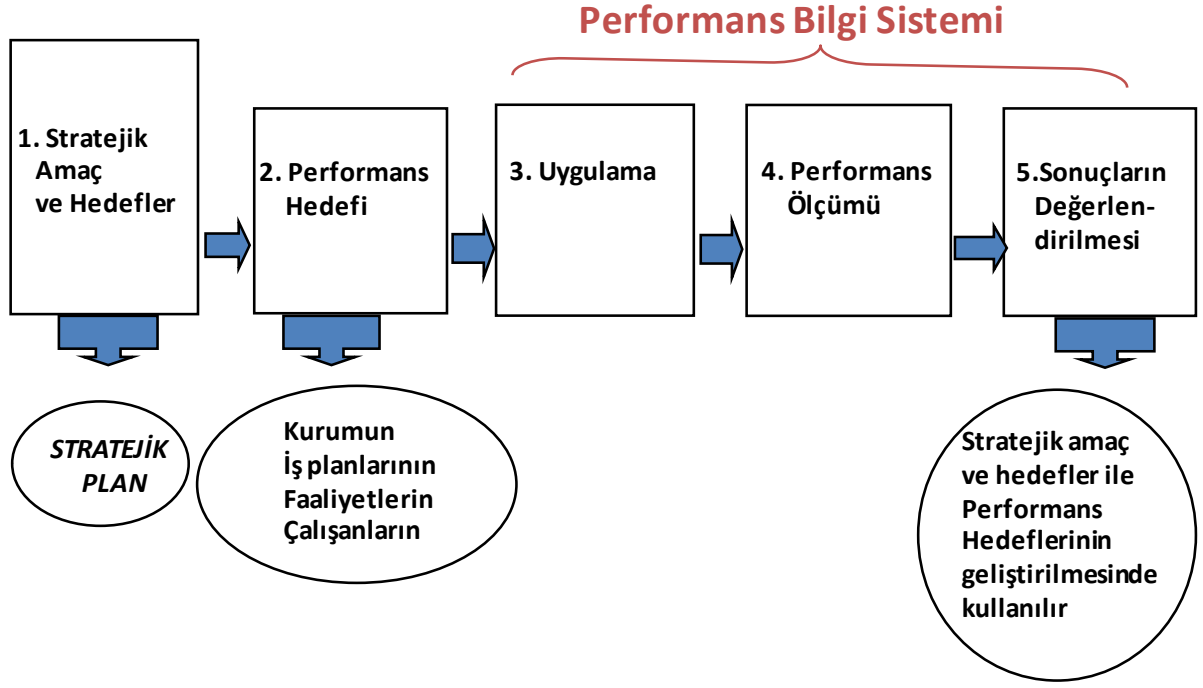 Performans Bilgi Sistemi
1. Stratejik
Amaç
ve Hedefler
2. Performans
Hedefi
3. Uygulama
4. Performans
Ölçümü
5.Sonuçların
Değerlen-
dirilmesi
STRATEJİK
PLAN
Kurumun
İş planlarının
Faaliyetlerin
Çalışanların
Stratejik amaç
ve hedefler ile
Performans
Hedeflerinin
geliştirilmesinde
kullanılır